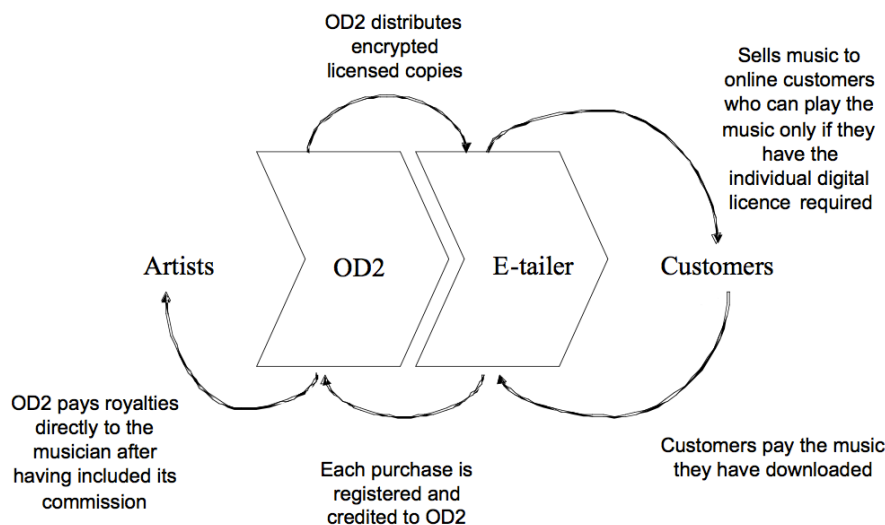 OD2 distributes
encrypted
licensed copies
Sells music to
online customers
who can play the
music only if they
have the
individual digital
licence required
Artists
OD2
E-tailer
Customers
OD2 pays royalties
directly to the
musician after
having included its
commission
Each purchase is
registered and
credited to OD2
Customers pay the music
they have downloaded